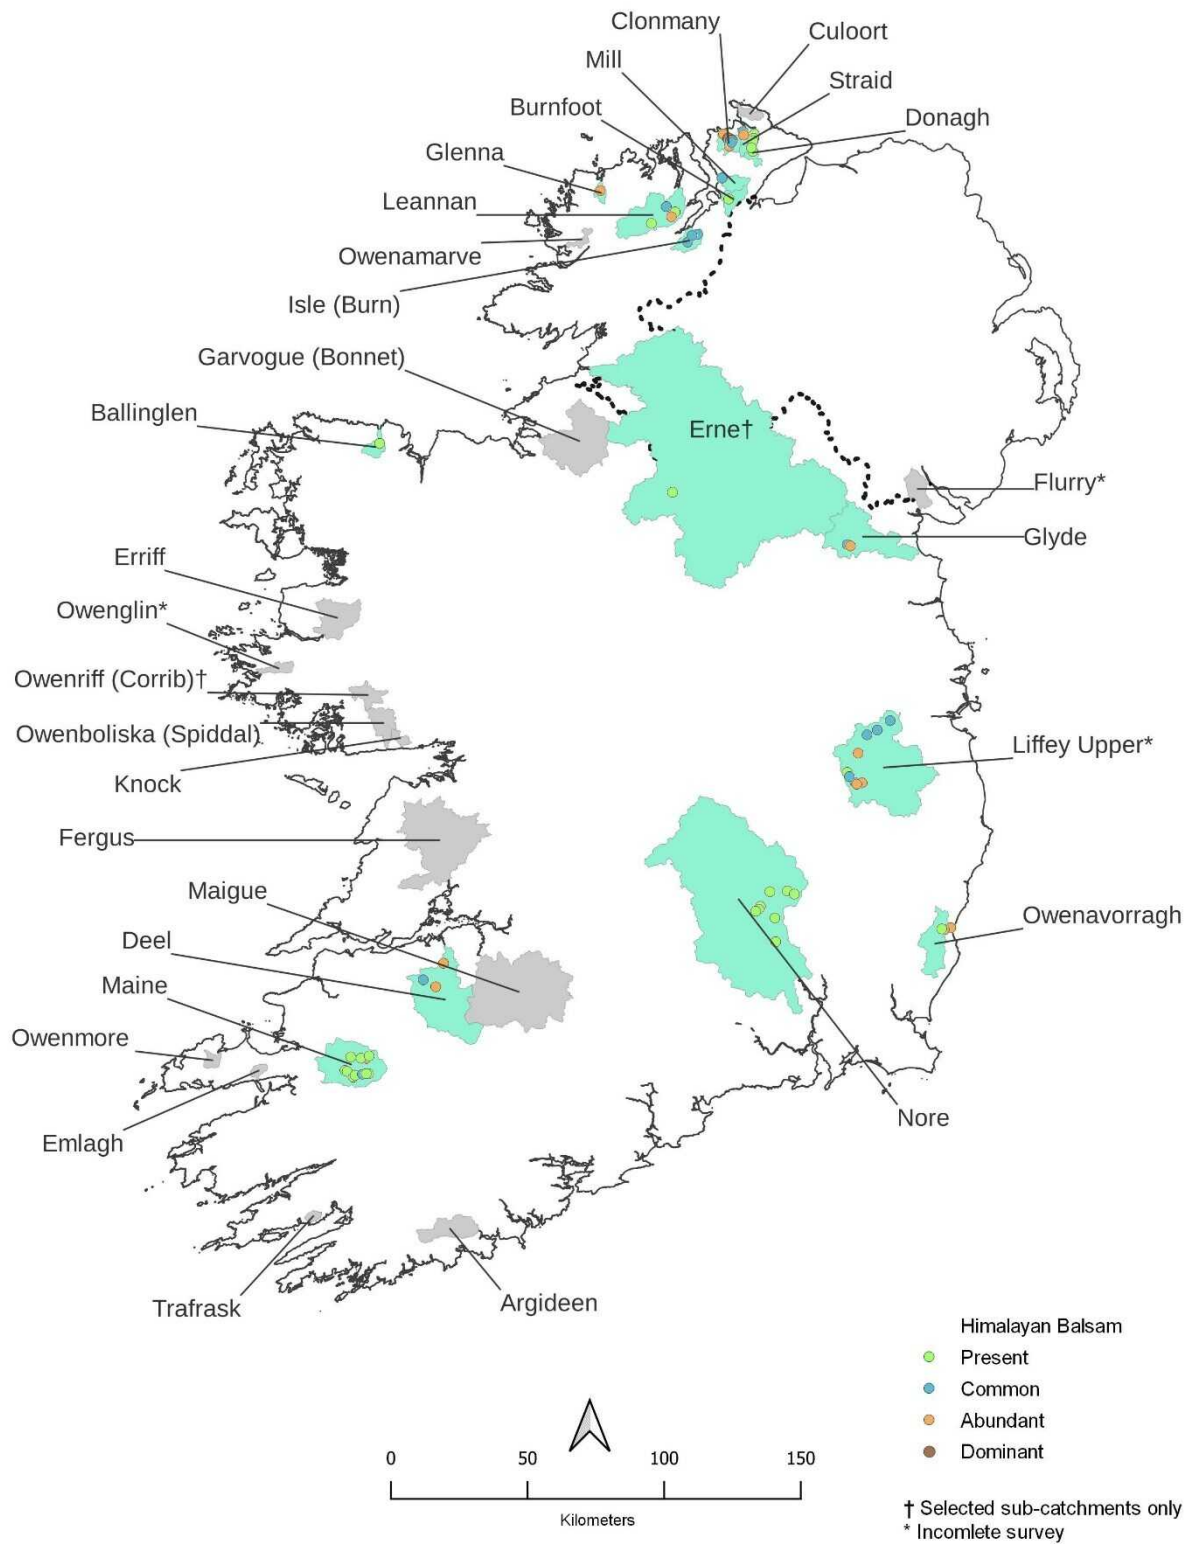 Clonmany
Culoort
Mill
Straid
Burnfoot
Donagh
Glenna
Leannan
Owenamarve
Isle (Burn)
Garvogue (Bonnet)
Ballinglen
Erne†
Flurry*
Glyde
Erriff
Owenglin*
Owenriff (Corrib)†
Owenboliska (Spiddal)
Knock
Liffey Upper*
Fergus
Maigue
Owenavorragh
Deel
Maine
Owenmore
Emlagh
Nore
Trafrask
Argideen
Himalayan Balsam
Present
Common
Abundant
Dominant
0 50 100 150
Kilometers
† Selected sub-catchments only
* Incomlete survey